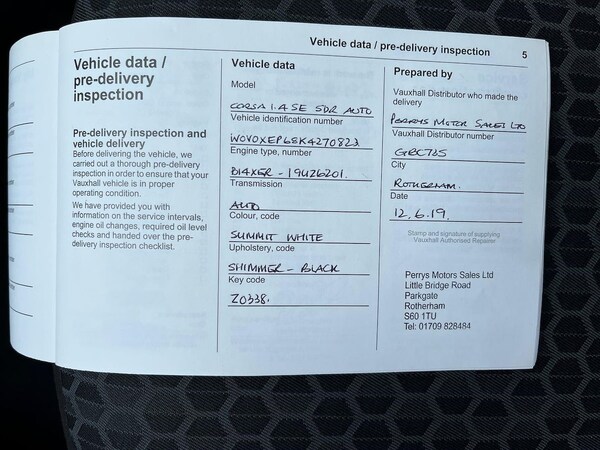 Vehicle data / pre-delivery inspection 5
Vehicle data /
pre-delivery
inspection
Pre-delivery inspection and
vehicle delivery
Before delivering the vehicle, we
carried out a thorough pre-delivery
inspection in order to ensure that your
Vauxhall vehicle is in proper
operating condition.
We have provided you with
information on the service intervals,
engine oil changes, required oil level
checks and handed over the pre-
delivery inspection checklist.
Vehicle data
Model
CORSA 1.4 SE 5DR AUTO
Vehicle identification number
W0V0XEP68K4270823
Engine type, number
B14XER - 19426201.
Transmission
AUTO
Colour, code
SUMMIT WHITE
Upholstery, code
SHIMMER - BLACK
Key code
Z0338.
Prepared by
Vauxhall Distributor who made the
delivery
PERRYS MOTOR SALES LTD
Vauxhall Distributor number
City
ROTHERHAM.
Date
12.6.19.
Stamp and signature of supplying
Vauxhall Authorised Repairer
Perrys Motors Sales Ltd
Little Bridge Road
Parkgate
Rotherham
S60 1TU
Tel: 01709 828484